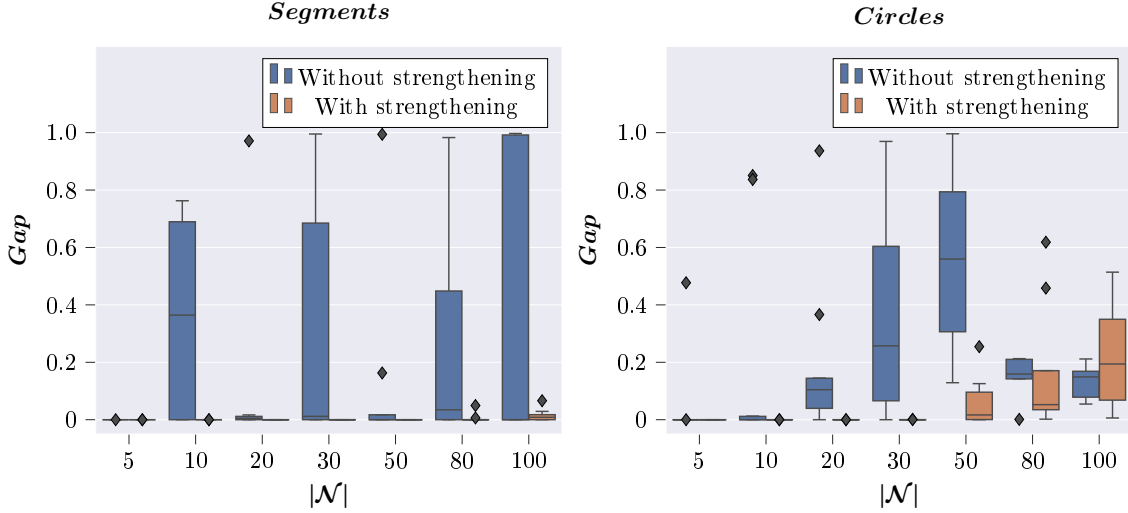 Segments
Without strengthening
With strengthening
1.0
0.8
0.6
0.4
0.2
0
Gap
5 10 20 30 50 80 100
|𝒩|
Circles
Without strengthening
With strengthening
1.0
0.8
0.6
0.4
0.2
0
Gap
5 10 20 30 50 80 100
|𝒩|